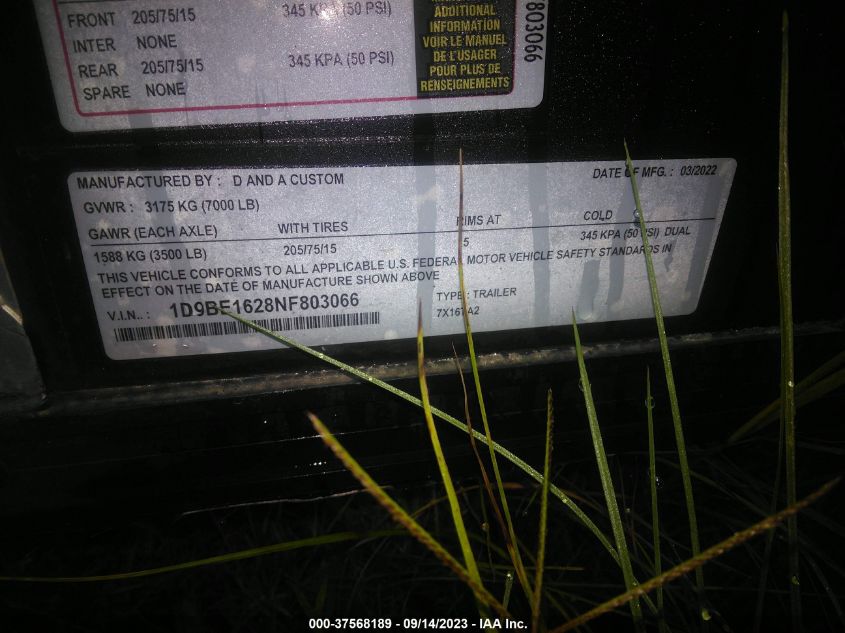 FRONT 205/75/15 345 KPA (50 PSI)
INTER NONE
REAR 205/75/15 345 KPA (50 PSI)
SPARE NONE
ADDITIONAL
INFORMATION
VOIR LE MANUEL
DE L'USAGER
POUR PLUS DE
RENSEIGNEMENTS
803066
MANUFACTURED BY : D AND A CUSTOM DATE OF MFG. : 03/2022
GVWR : 3175 KG (7000 LB)
GAWR (EACH AXLE) WITH TIRES RIMS AT COLD
1588 KG (3500 LB) 205/75/15 5 345 KPA (50 PSI) DUAL
THIS VEHICLE CONFORMS TO ALL APPLICABLE U.S. FEDERAL MOTOR VEHICLE SAFETY STANDARDS IN
EFFECT ON THE DATE OF MANUFACTURE SHOWN ABOVE
V.I.N.. : 1D9BE1628NF803066 TYPE : TRAILER
7X16TA2
000-37568189 - 09/14/2023 - IAA Inc.